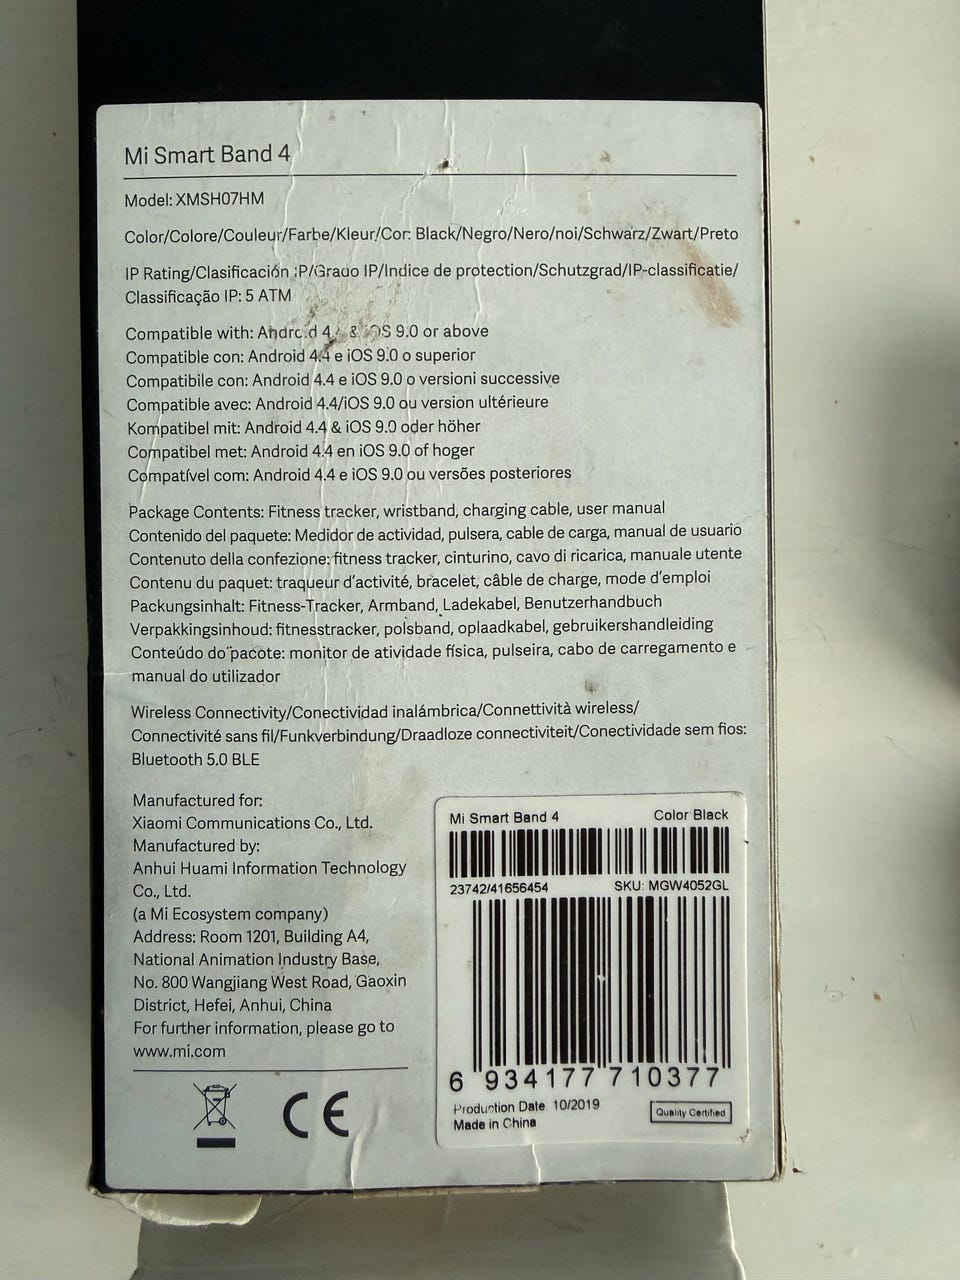 Mi Smart Band 4
Model: XMSH07HM
Color/Colore/Couleur/Farbe/Kleur/Cor: Black/Negro/Nero/noi/Schwarz/Zwart/Preto
IP Rating/Clasificación IP/Grado IP/Indice de protection/Schutzgrad/IP-classificatie/
Classificação IP: 5 ATM
Compatible with: Android 4.4 & iOS 9.0 or above
Compatible con: Android 4.4 e iOS 9.0 o superior
Compatibile con: Android 4.4 e iOS 9.0 o versioni successive
Compatible avec: Android 4.4/iOS 9.0 ou version ultérieure
Kompatibel mit: Android 4.4 & iOS 9.0 oder höher
Compatibel met: Android 4.4 en iOS 9.0 of hoger
Compatível com: Android 4.4 e iOS 9.0 ou versões posteriores
Package Contents: Fitness tracker, wristband, charging cable, user manual
Contenido del paquete: Medidor de actividad, pulsera, cable de carga, manual de usuario
Contenuto della confezione: fitness tracker, cinturino, cavo di ricarica, manuale utente
Contenu du paquet: traqueur d'activité, bracelet, câble de charge, mode d'emploi
Packungsinhalt: Fitness-Tracker, Armband, Ladekabel, Benutzerhandbuch
Verpakkingsinhoud: fitnesstracker, polsband, oplaadkabel, gebruikershandleiding
Conteúdo do pacote: monitor de atividade física, pulseira, cabo de carregamento e
manual do utilizador
Wireless Connectivity/Conectividad inalámbrica/Connettività wireless/
Connectivité sans fil/Funkverbindung/Draadloze connectiviteit/Conectividade sem fios:
Bluetooth 5.0 BLE
Manufactured for:
Xiaomi Communications Co., Ltd.
Manufactured by:
Anhui Huami Information Technology
Co., Ltd.
(a Mi Ecosystem company)
Address: Room 1201, Building A4,
National Animation Industry Base,
No. 800 Wangjiang West Road, Gaoxin
District, Hefei, Anhui, China
For further information, please go to
www.mi.com
CE
Mi Smart Band 4 Color Black
23742/41656454 SKU: MGW4052GL
6 934177 710377
Production Date 10/2019
Made in China
Quality Certified